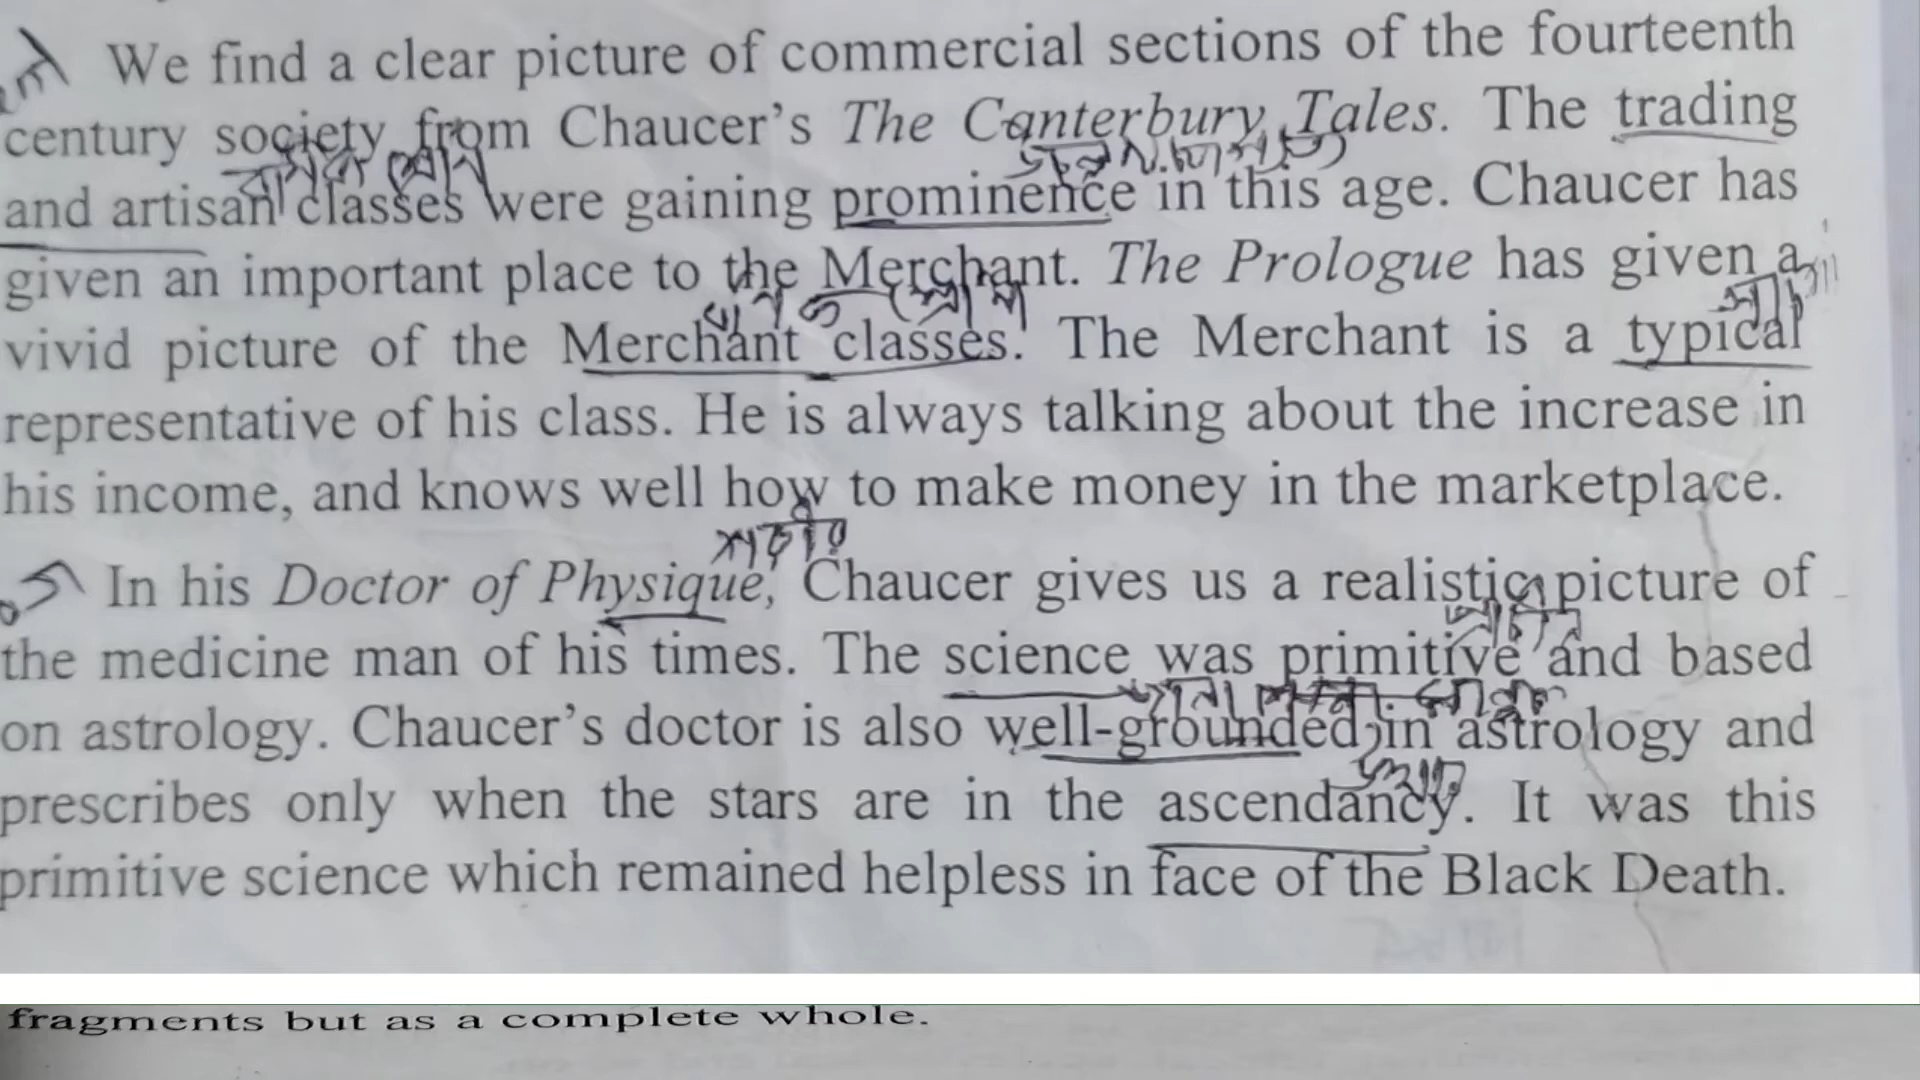 We find a clear picture of commercial sections of the fourteenth
century society from Chaucer's The Canterbury Tales. The trading
and artisan classes were gaining prominence in this age. Chaucer has
given an important place to the Merchant. The Prologue has given a
vivid picture of the Merchant classes. The Merchant is a typical
representative of his class. He is always talking about the increase in
his income, and knows well how to make money in the marketplace.
In his Doctor of Physique, Chaucer gives us a realistic picture of
the medicine man of his times. The science was primitive and based
on astrology. Chaucer's doctor is also well-grounded in astrology and
prescribes only when the stars are in the ascendancy. It was this
primitive science which remained helpless in face of the Black Death.
fragments but as a complete whole.